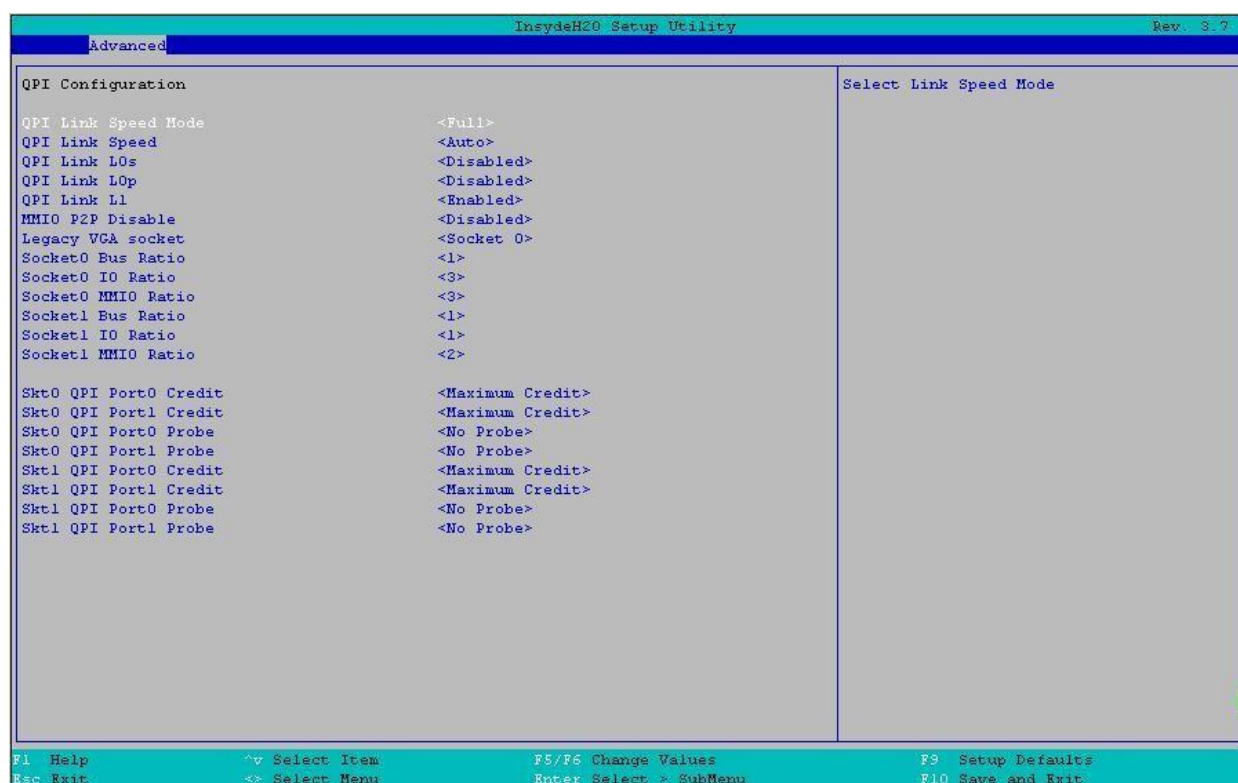 InsydeH2O Setup Utility Rev. 3.7
Advanced
QPI Configuration
Select Link Speed Mode
QPI Link Speed Mode <Full>
QPI Link Speed <Auto>
QPI Link L0s <Disabled>
QPI Link L0p <Disabled>
QPI Link L1 <Enabled>
MMIO P2P Disable <Disabled>
Legacy VGA socket <Socket 0>
Socket0 Bus Ratio <1>
Socket0 IO Ratio <3>
Socket0 MMIO Ratio <3>
Socket1 Bus Ratio <1>
Socket1 IO Ratio <1>
Socket1 MMIO Ratio <2>
Skt0 QPI Port0 Credit <Maximum Credit>
Skt0 QPI Port1 Credit <Maximum Credit>
Skt0 QPI Port0 Probe <No Probe>
Skt0 QPI Port1 Probe <No Probe>
Skt1 QPI Port0 Credit <Maximum Credit>
Skt1 QPI Port1 Credit <Maximum Credit>
Skt1 QPI Port0 Probe <No Probe>
Skt1 QPI Port1 Probe <No Probe>
F1 Help ^v Select Item F5/F6 Change Values F9 Setup Defaults
Esc Exit <> Select Menu Enter Select > SubMenu F10 Save and Exit